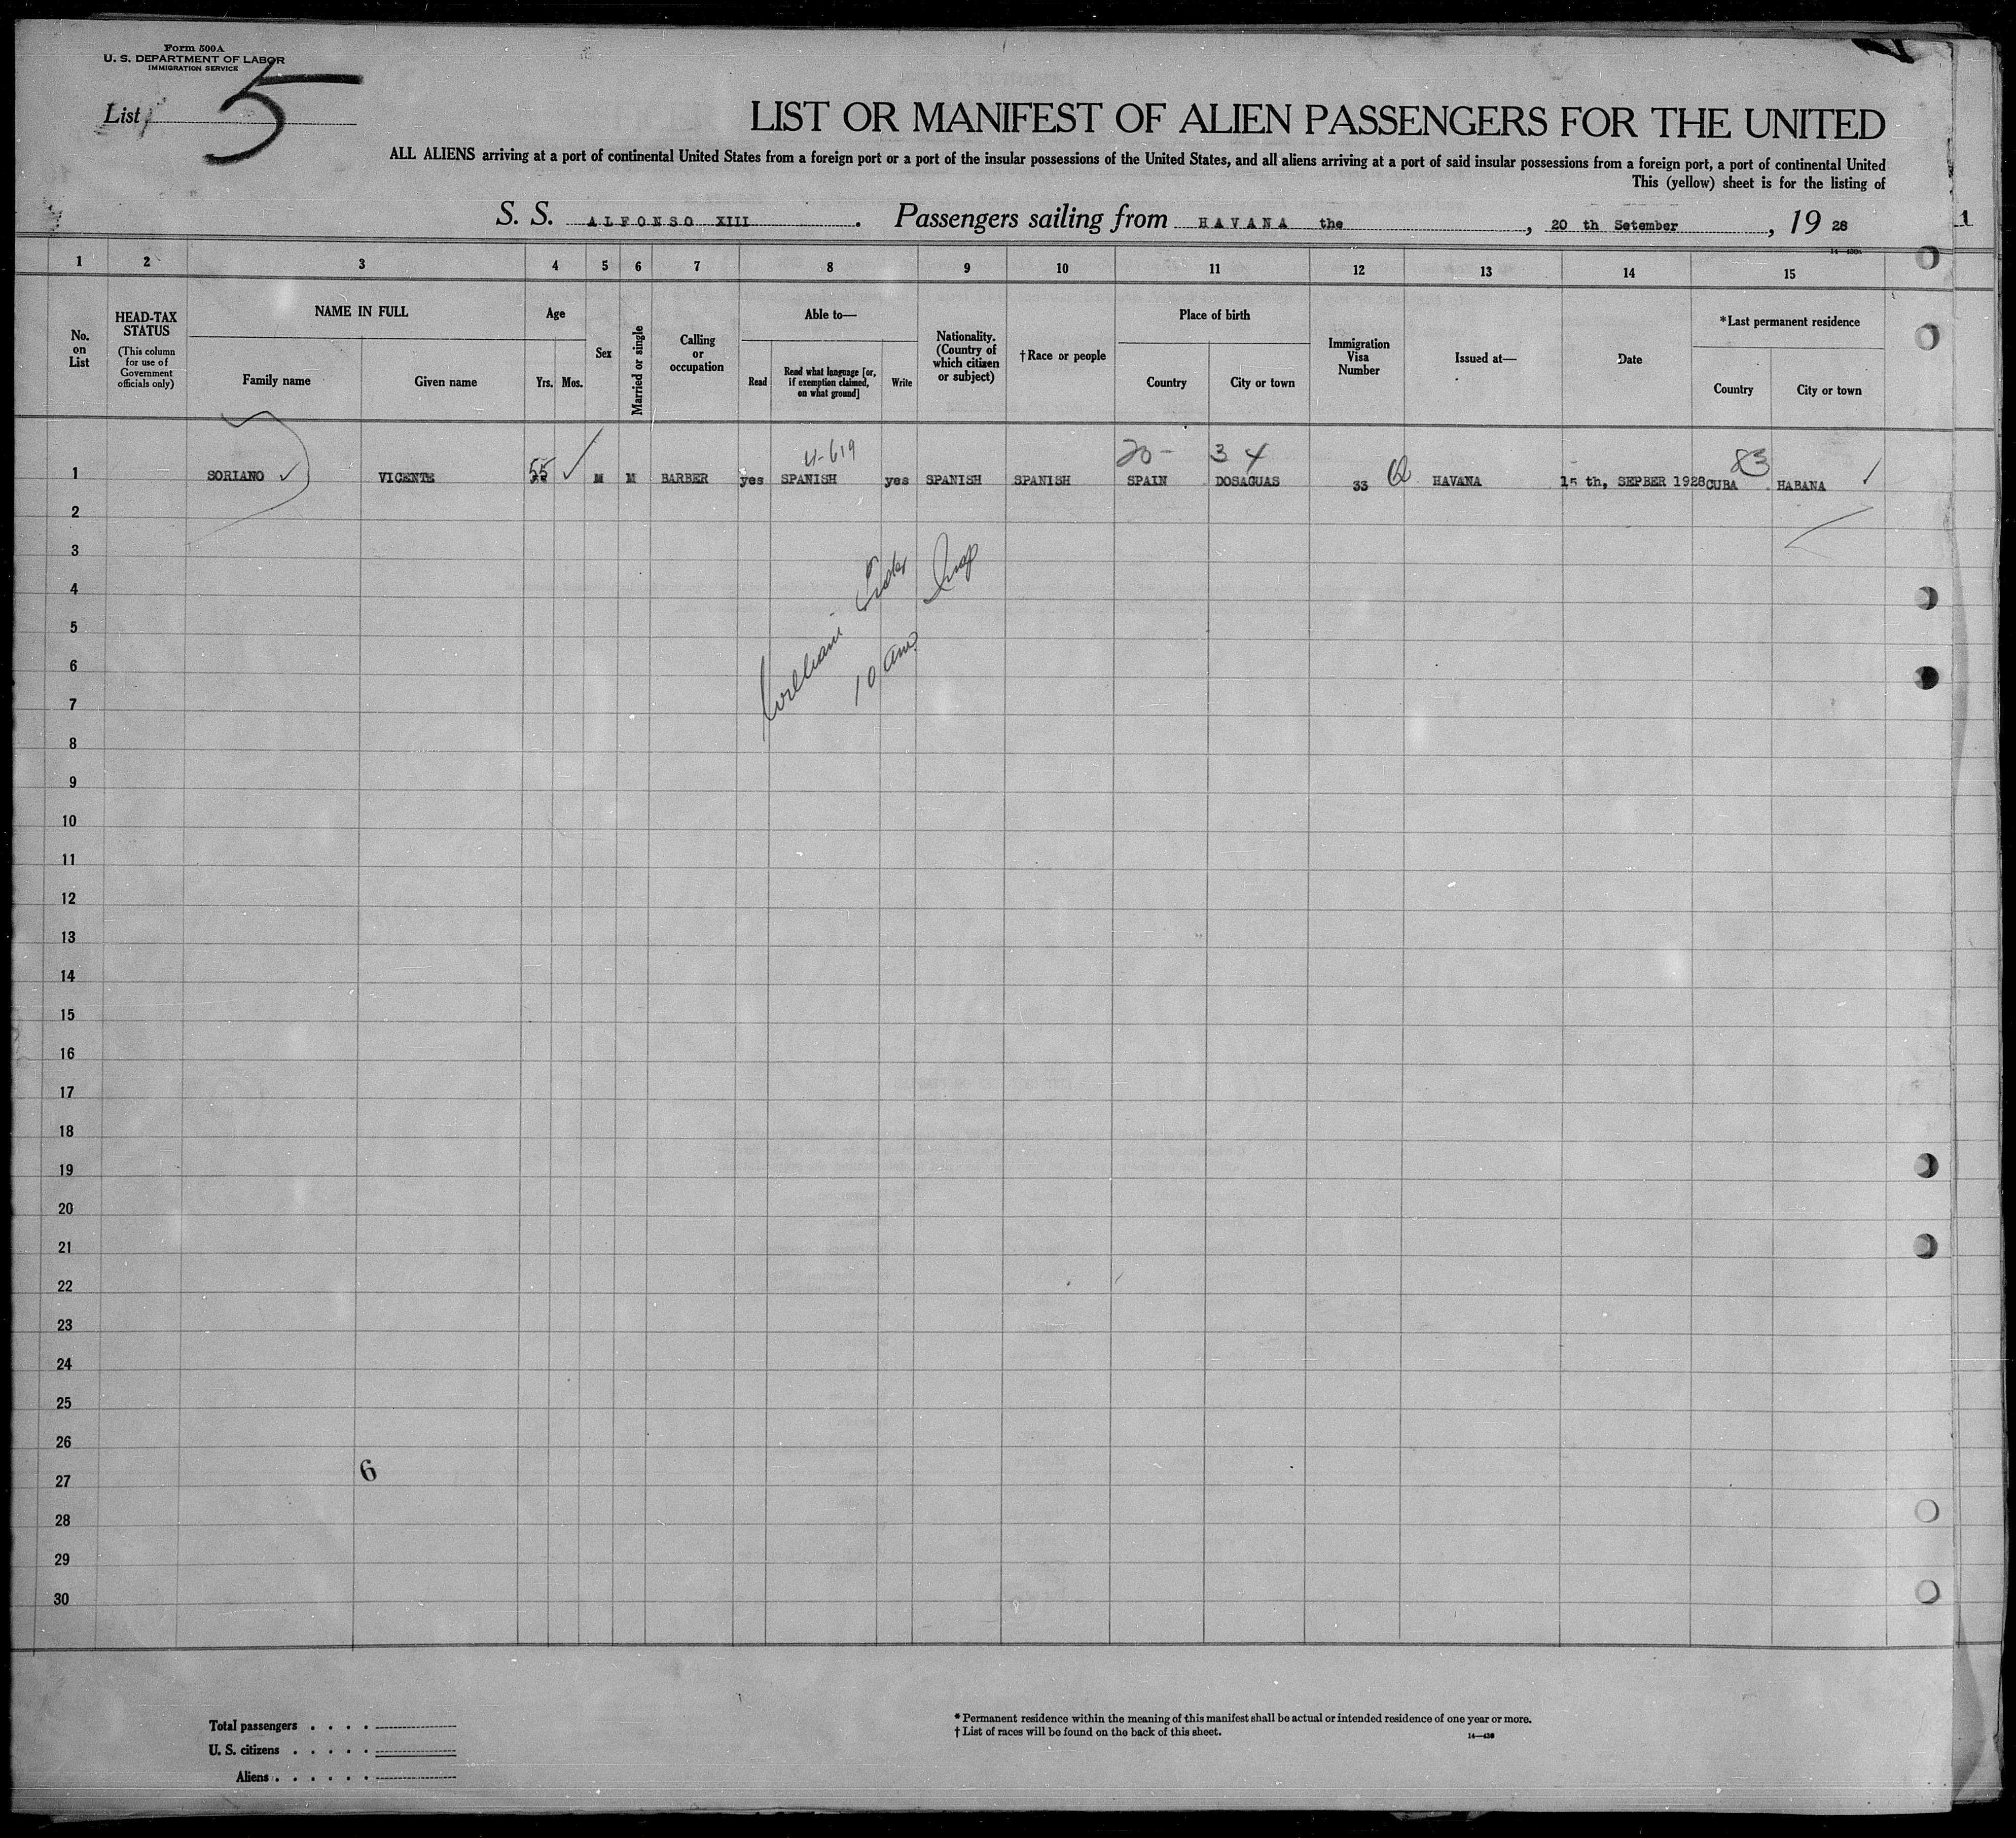 Form 500A
U. S. DEPARTMENT OF LABOR
IMMIGRATION SERVICE
List 5
LIST OR MANIFEST OF ALIEN PASSENGERS FOR THE UNITED
ALL ALIENS arriving at a port of continental United States from a foreign port or a port of the insular possessions of the United States, and all aliens arriving at a port of said insular possessions from a foreign port, a port of continental United
This (yellow) sheet is for the listing of
S. S. ALFONSO XIII. Passengers sailing from HAVANA the, 20 th Setember, 19 28
1
1 2 3 4 5 6 7 8 9 10 11 12 13 14 15
No. on List
HEAD-TAX STATUS
(This column for use of Government officials only)
NAME IN FULL
Family name
Given name
Age
Yrs. Mos.
Sex
Married or single
Calling or occupation
Able to—
Read
Read what language [or, if exemption claimed, on what ground]
Write
Nationality. (Country of which citizen or subject)
†Race or people
Place of birth
Country
City or town
Immigration Visa Number
Issued at—
Date
*Last permanent residence
Country
City or town
4-619 20- 34 83
1 SORIANO ✓ VICENTE 55 ✓ M M BARBER yes SPANISH yes SPANISH SPANISH SPAIN DOSAGUAS 33 HAVANA 15 th, SEPBER 1928 CUBA HABANA ✓
2
3
4
5
6
7
8
9
10
11
12
13
14
15
16
17
18
19
20
21
22
23
24
25
26
27
28
29
30
William
10 am
6
Total passengers . . . .
U. S. citizens . . . . .
Aliens . . . . . .
* Permanent residence within the meaning of this manifest shall be actual or intended residence of one year or more.
† List of races will be found on the back of this sheet.
14—430